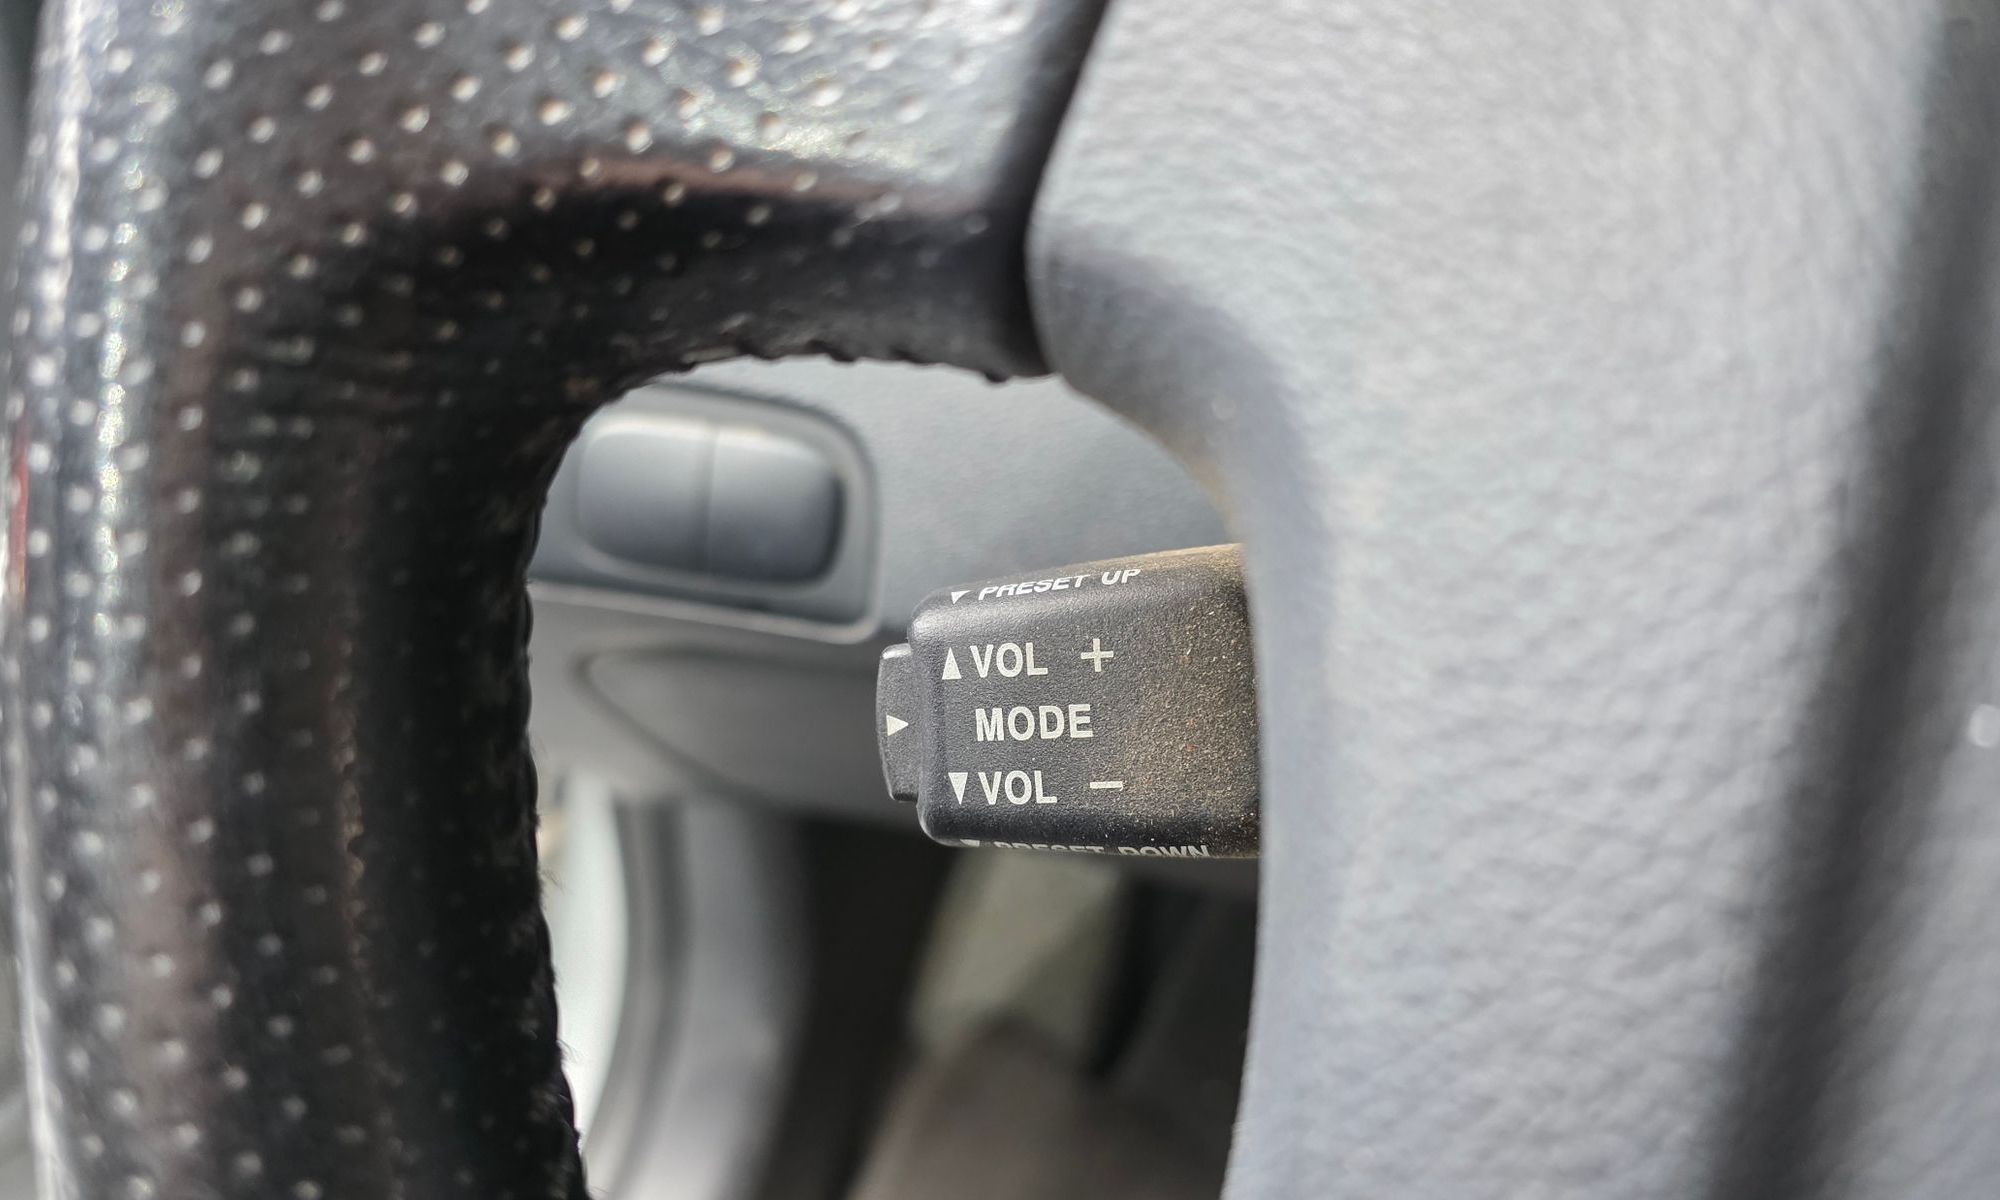 ▼ PRESET UP
▲ VOL +
► MODE
▼ VOL −
▼ PRESET DOWN